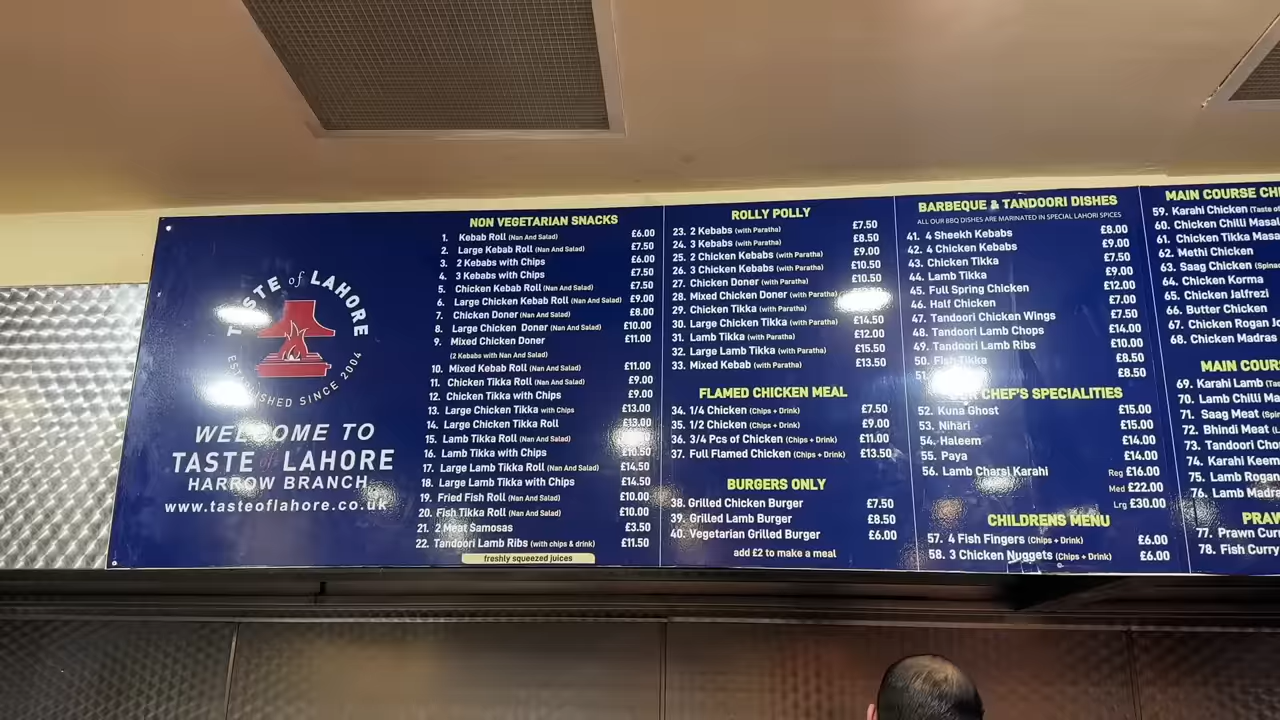 TASTE of LAHORE
ESTABLISHED SINCE 2004
WELCOME TO
TASTE of LAHORE
HARROW BRANCH
www.tasteoflahore.co.uk
NON VEGETARIAN SNACKS
1. Kebab Roll (Nan And Salad) £6.00
2. Large Kebab Roll (Nan And Salad) £7.50
3. 2 Kebabs with Chips £6.00
4. 3 Kebabs with Chips £7.50
5. Chicken Kebab Roll (Nan And Salad) £7.50
6. Large Chicken Kebab Roll (Nan And Salad) £9.00
7. Chicken Doner (Nan And Salad) £8.00
8. Large Chicken Doner (Nan And Salad) £10.00
9. Mixed Chicken Doner £11.00
(2 Kebabs with Nan And Salad)
10. Mixed Kebab Roll (Nan And Salad) £11.00
11. Chicken Tikka Roll (Nan And Salad) £9.00
12. Chicken Tikka with Chips £9.00
13. Large Chicken Tikka with Chips £13.00
14. Large Chicken Tikka Roll £13.00
15. Lamb Tikka Roll (Nan And Salad)
16. Lamb Tikka with Chips £10.50
17. Large Lamb Tikka Roll (Nan And Salad) £14.50
18. Large Lamb Tikka with Chips £14.50
19. Fried Fish Roll (Nan And Salad) £10.00
20. Fish Tikka Roll (Nan And Salad) £10.00
21. 2 Meat Samosas £3.50
22. Tandoori Lamb Ribs (with chips & drink) £11.50
freshly squeezed juices
ROLLY POLLY
23. 2 Kebabs (with Paratha) £7.50
24. 3 Kebabs (with Paratha) £8.50
25. 2 Chicken Kebabs (with Paratha) £9.00
26. 3 Chicken Kebabs (with Paratha) £10.50
27. Chicken Doner (with Paratha) £10.50
28. Mixed Chicken Doner (with Paratha)
29. Chicken Tikka (with Paratha)
30. Large Chicken Tikka (with Paratha) £14.50
31. Lamb Tikka (with Paratha) £12.00
32. Large Lamb Tikka (with Paratha) £15.50
33. Mixed Kebab (with Paratha) £13.50
FLAMED CHICKEN MEAL
34. 1/4 Chicken (Chips + Drink) £7.50
35. 1/2 Chicken (Chips + Drink) £9.00
36. 3/4 Pcs of Chicken (Chips + Drink) £11.00
37. Full Flamed Chicken (Chips + Drink) £13.50
BURGERS ONLY
38. Grilled Chicken Burger £7.50
39. Grilled Lamb Burger £8.50
40. Vegetarian Grilled Burger £6.00
add £2 to make a meal
BARBEQUE & TANDOORI DISHES
ALL OUR BBQ DISHES ARE MARINATED IN SPECIAL LAHORI SPICES
41. 4 Sheekh Kebabs £8.00
42. 4 Chicken Kebabs £9.00
43. Chicken Tikka £7.50
44. Lamb Tikka £9.00
45. Full Spring Chicken £12.00
46. Half Chicken £7.00
47. Tandoori Chicken Wings £7.50
48. Tandoori Lamb Chops £14.00
49. Tandoori Lamb Ribs £10.00
50. Fish Tikka £8.50
51. £8.50
CHEF'S SPECIALITIES
52. Kuna Ghost £15.00
53. Nihari £15.00
54. Haleem £14.00
55. Paya £14.00
56. Lamb Charsi Karahi Reg £16.00
Med £22.00
Lrg £30.00
CHILDRENS MENU
57. 4 Fish Fingers (Chips + Drink) £6.00
58. 3 Chicken Nuggets (Chips + Drink) £6.00
MAIN COURSE
59. Karahi Chicken (Taste of
60. Chicken Chilli
61. Chicken Tikka
62. Methi Chicken
63. Saag Chicken
64. Chicken Korma
65. Chicken Jalfrezi
66. Butter Chicken
67. Chicken Rogan
68. Chicken Madras
MAIN
69. Karahi Lamb
70. Lamb Chilli
71. Saag Meat
72. Bhindi Meat
73. Tandoori
74. Karahi
75. Lamb Rogan
76. Lamb
77. Prawn
78. Fish Curry